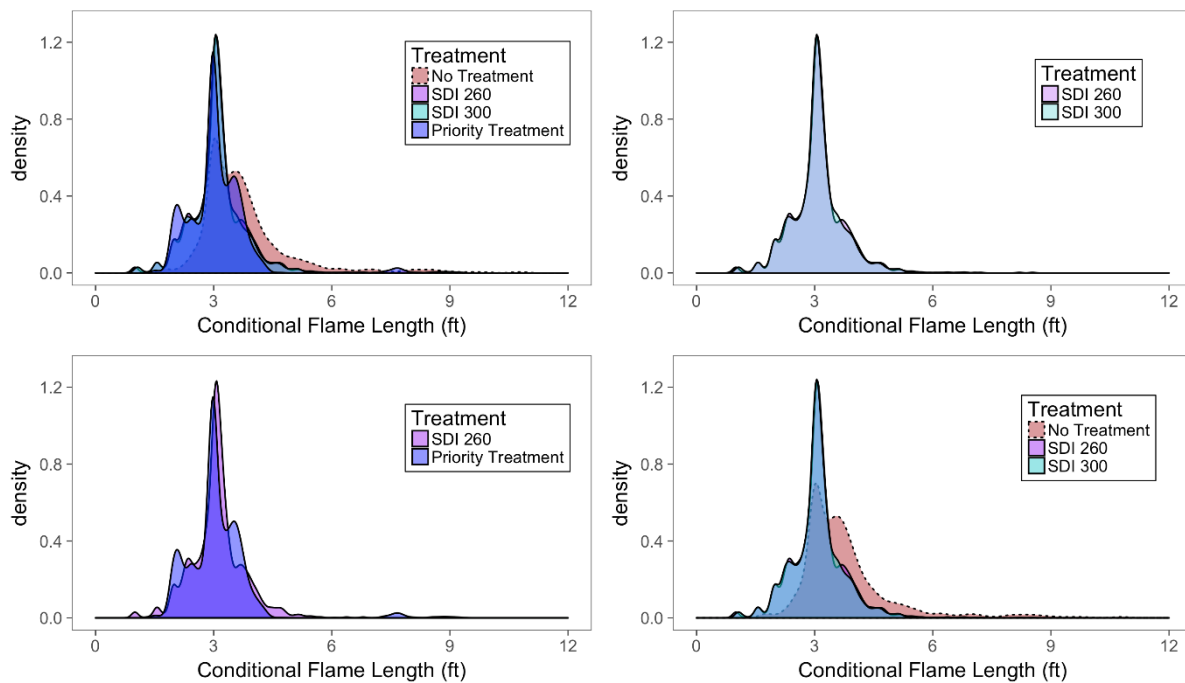 density
1.2
0.8
0.4
0.0
Treatment
No Treatment
SDI 260
SDI 300
Priority Treatment
0 3 6 9 12
Conditional Flame Length (ft)
density
1.2
0.8
0.4
0.0
Treatment
SDI 260
SDI 300
0 3 6 9 12
Conditional Flame Length (ft)
density
1.2
0.8
0.4
0.0
Treatment
SDI 260
Priority Treatment
0 3 6 9 12
Conditional Flame Length (ft)
density
1.2
0.8
0.4
0.0
Treatment
No Treatment
SDI 260
SDI 300
0 3 6 9 12
Conditional Flame Length (ft)